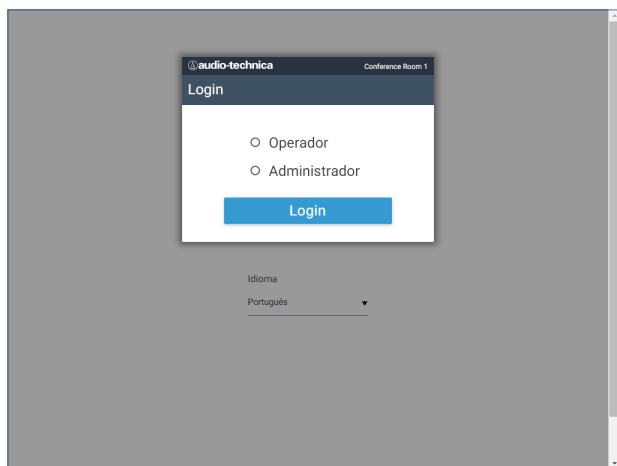 audio-technica
Conference Room 1
Login
Operador
Administrador
Login
Idioma
Português